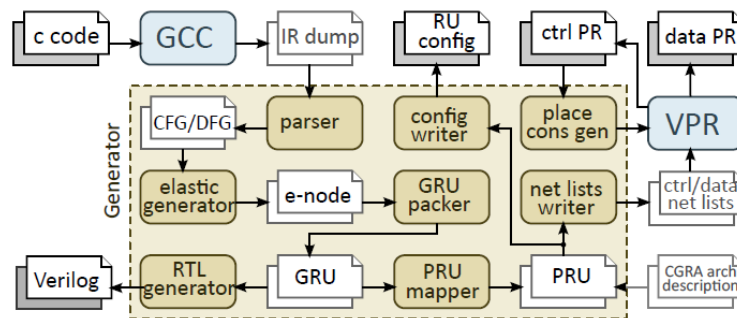 c code
GCC
IR dump
RU
config
ctrl PR
data PR
CFG/DFG
parser
config
writer
place
cons gen
VPR
Generator
elastic
generator
e-node
GRU
packer
net lists
writer
ctrl/data
net lists
Verilog
RTL
generator
GRU
PRU
mapper
PRU
CGRA arch
description